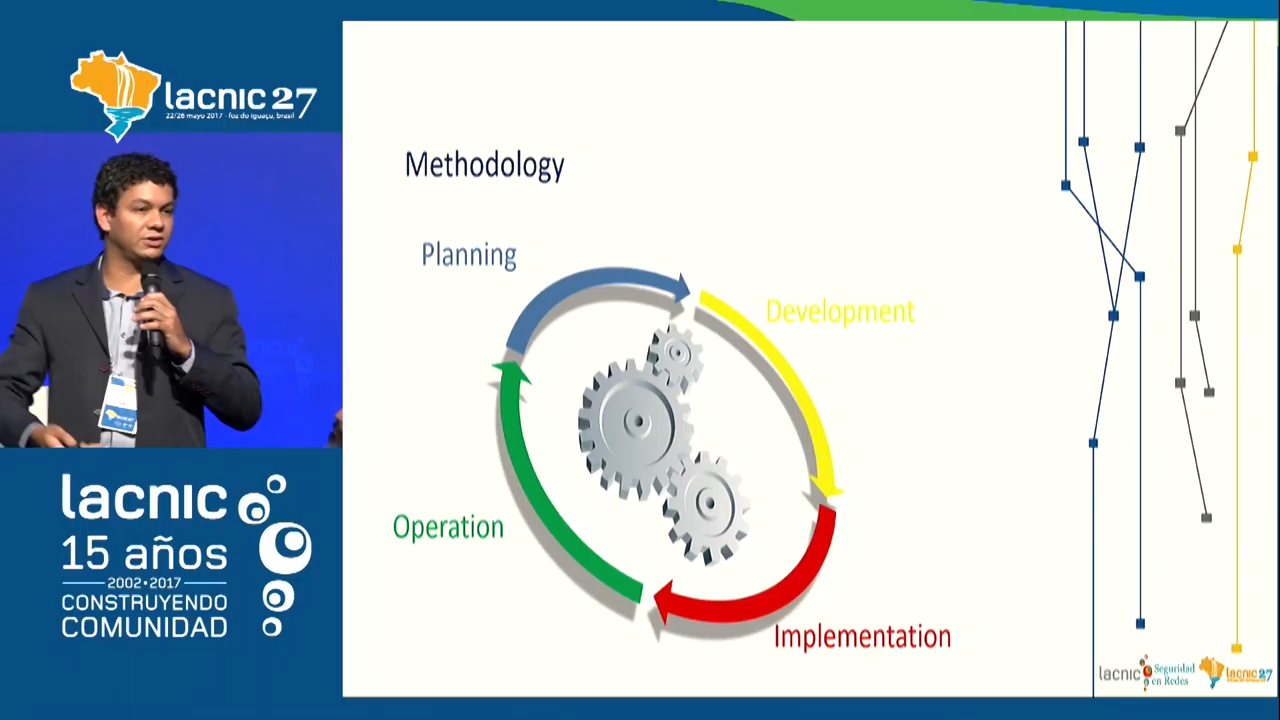 lacnic 27
22/26 mayo 2017 - foz do iguaçu, brasil
lacnic
15 años
2002•2017
CONSTRUYENDO
COMUNIDAD
Methodology
Planning
Development
Operation
Implementation
lacnic
Seguridad
en Redes
lacnic 27